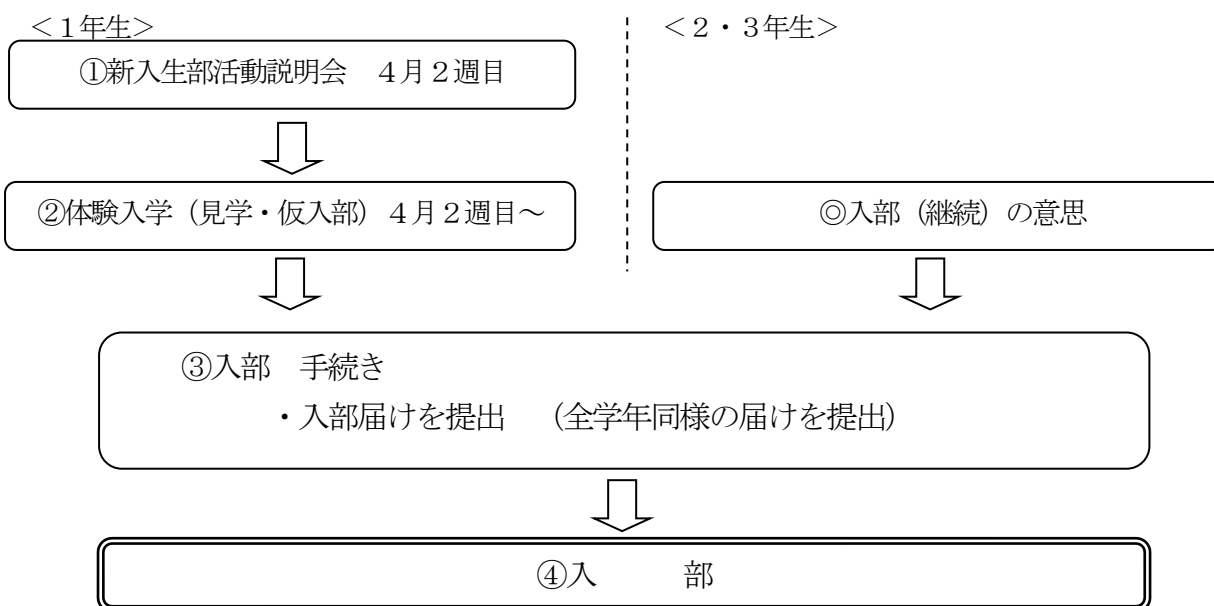 ＜１年生＞
①新入生部活動説明会　４月２週目
②体験入学（見学・仮入部）４月２週目～
＜２・３年生＞
◎入部（継続）の意思
③入部　手続き
・入部届けを提出　（全学年同様の届けを提出）
④入　　部